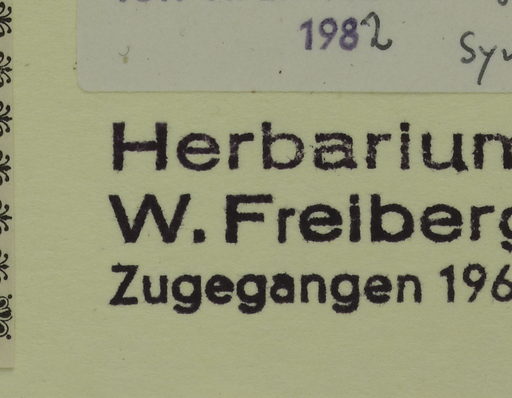 1982
Herbarium
W. Freiberg
Zugegangen 196